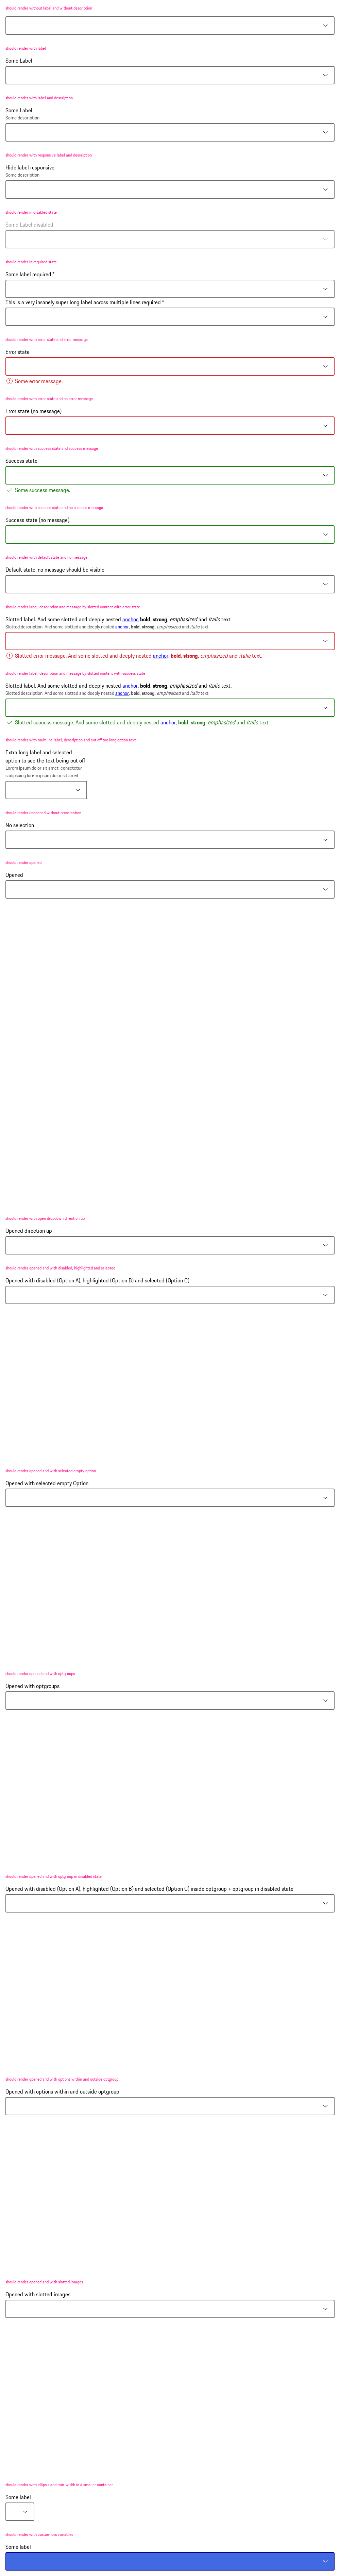 should render without label and without description
should render with label
Some Label
should render with label and description
Some Label
Some description
should render with responsive label and description
Hide label responsive
Some description
should render in disabled state
Some Label disabled
should render in required state
Some label required *
This is a very insanely super long label across multiple lines required *
should render with error state and error message
Error state
Some error message.
should render with error state and no error message
Error state (no message)
should render with success state and success message
Success state
Some success message.
should render with success state and no success message
Success state (no message)
should render with default state and no message
Default state, no message should be visible
should render label, description and message by slotted content with error state
Slotted label. And some slotted and deeply nested anchor, bold, strong, emphasized and italic text.
Slotted description. And some slotted and deeply nested anchor, bold, strong, emphasized and italic text.
Slotted error message. And some slotted and deeply nested anchor, bold, strong, emphasized and italic text.
should render label, description and message by slotted content with success state
Slotted label. And some slotted and deeply nested anchor, bold, strong, emphasized and italic text.
Slotted description. And some slotted and deeply nested anchor, bold, strong, emphasized and italic text.
Slotted success message. And some slotted and deeply nested anchor, bold, strong, emphasized and italic text.
should render with multiline label, description and cut off too long option text
Extra long label and selected
option to see the text being cut off
Lorem ipsum dolor sit amet, consetetur
sadipscing lorem ipsum dolor sit amet
should render unopened without preselection
No selection
should render opened
Opened
should render with open dropdown direction up
Opened direction up
should render opened and with disabled, highlighted and selected
Opened with disabled (Option A), highlighted (Option B) and selected (Option C)
should render opened and with selected empty option
Opened with selected empty Option
should render opened and with optgroups
Opened with optgroups
should render opened and with optgroup in disabled state
Opened with disabled (Option A), highlighted (Option B) and selected (Option C) inside optgroup + optgroup in disabled state
should render opened and with options within and outside optgroup
Opened with options within and outside optgroup
should render opened and with slotted images
Opened with slotted images
should render with ellipsis and min-width in a smaller container
Some label
should render with custom css variables
Some label